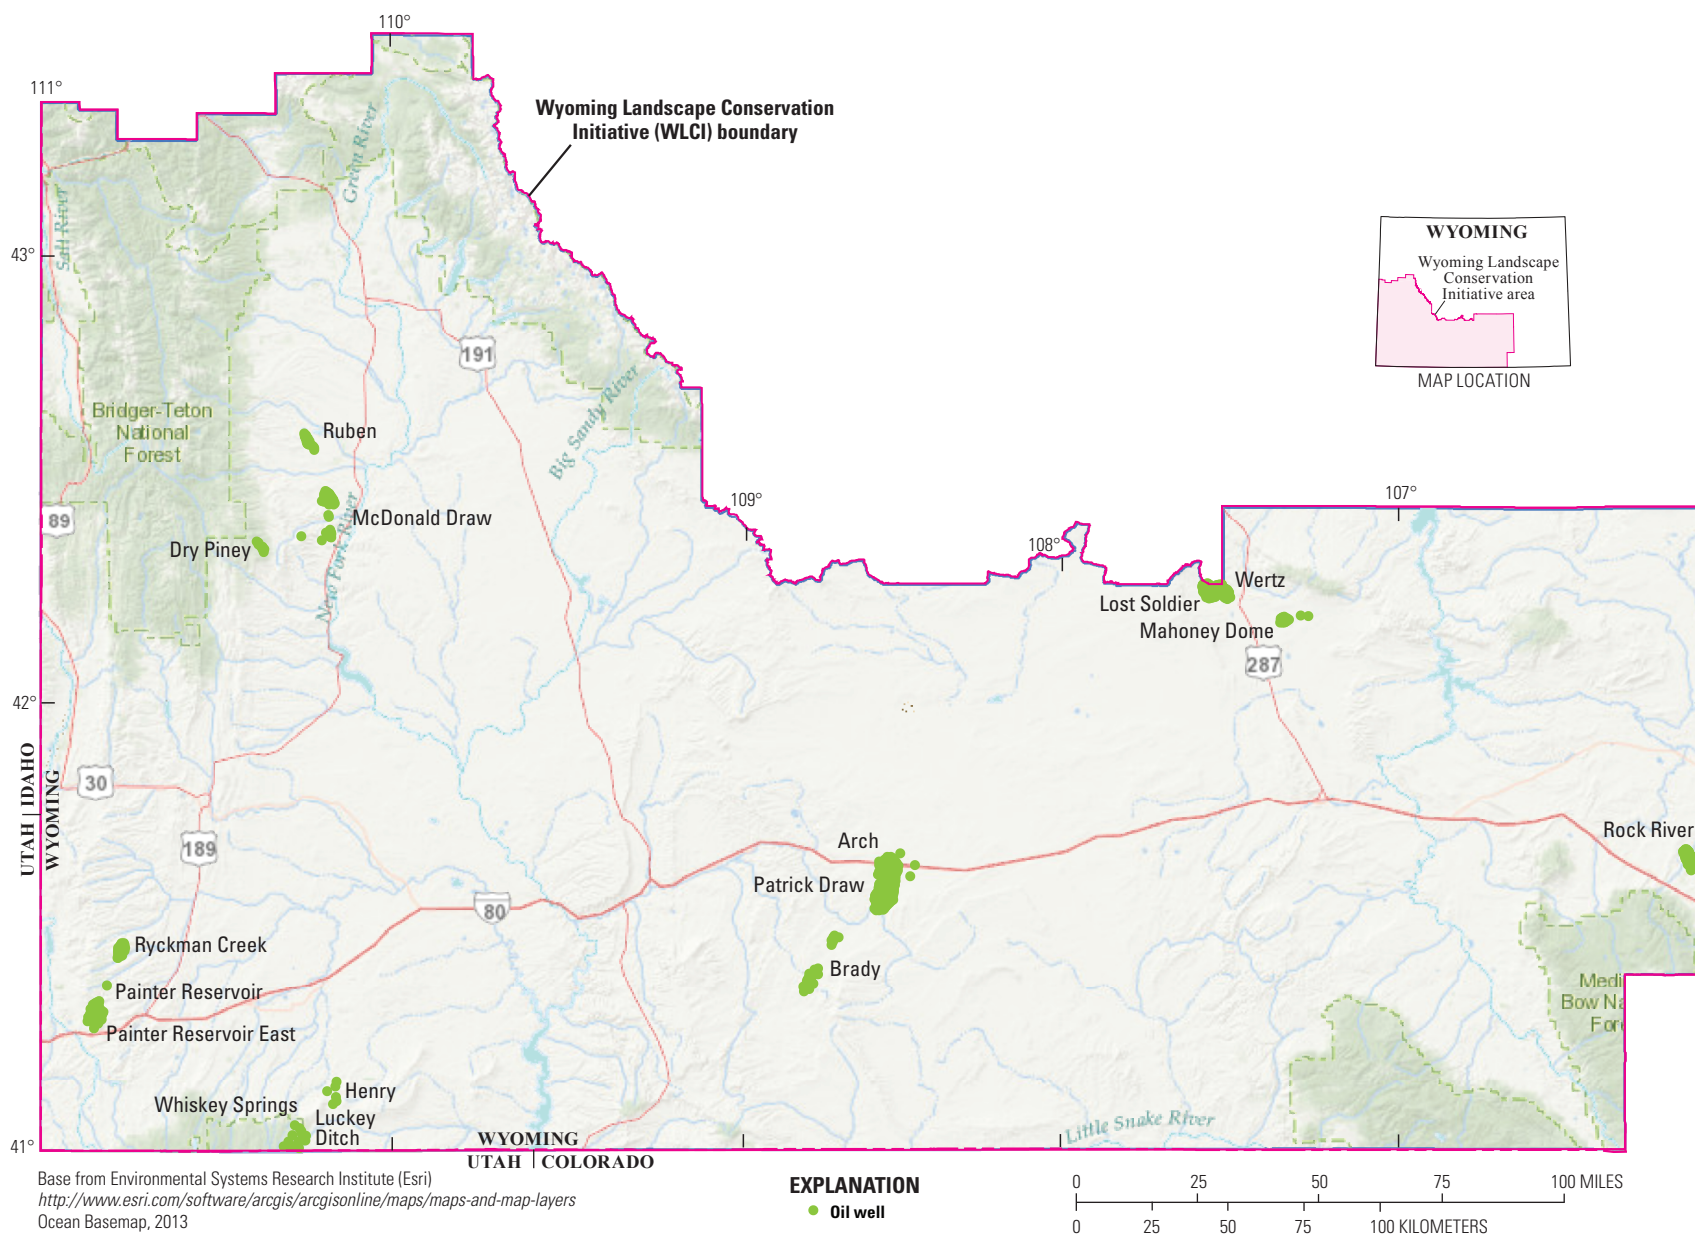 110°
111°
Wyoming Landscape Conservation
Initiative (WLCI) boundary
Green River
Salt River
43°
WYOMING
Wyoming Landscape
Conservation
Initiative area
MAP LOCATION
191
Big Sandy River
Bridger-Teton
National
Forest
Ruben
McDonald Draw
New Fork River
89
Dry Piney
109°
107°
108°
Wertz
Lost Soldier
Mahoney Dome
287
42°
UTAH IDAHO
WYOMING
30
189
Arch
Patrick Draw
Rock River
80
Ryckman Creek
Brady
Painter Reservoir
Painter Reservoir East
Medi
Bow Na
Fore
Henry
Whiskey Springs
Luckey
Ditch
Little Snake River
41°
WYOMING
UTAH COLORADO
Base from Environmental Systems Research Institute (Esri)
http://www.esri.com/software/arcgis/arcgisonline/maps/maps-and-map-layers
Ocean Basemap, 2013
EXPLANATION
Oil well
0 25 50 75 100 MILES
0 25 50 75 100 KILOMETERS